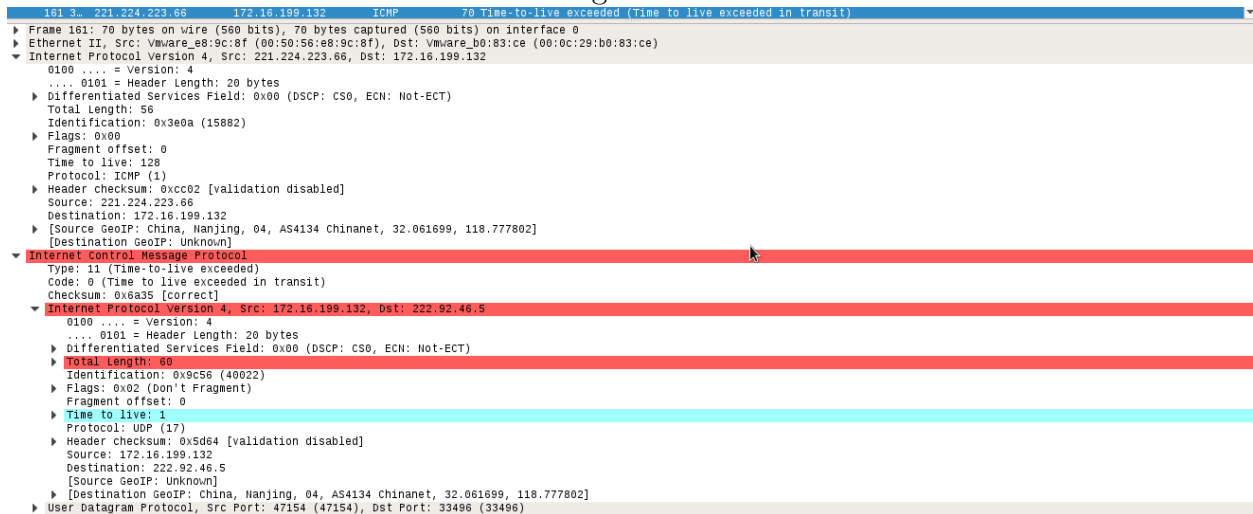 161 3… 221.224.223.66 172.16.199.132 ICMP 70 Time-to-live exceeded (Time to live exceeded in transit)
Frame 161: 70 bytes on wire (560 bits), 70 bytes captured (560 bits) on interface 0
Ethernet II, Src: Vmware_e8:9c:8f (00:50:56:e8:9c:8f), Dst: Vmware_b0:83:ce (00:0c:29:b0:83:ce)
Internet Protocol Version 4, Src: 221.224.223.66, Dst: 172.16.199.132
0100 .... = Version: 4
.... 0101 = Header Length: 20 bytes
Differentiated Services Field: 0x00 (DSCP: CS0, ECN: Not-ECT)
Total Length: 56
Identification: 0x3e0a (15882)
Flags: 0x00
Fragment offset: 0
Time to live: 128
Protocol: ICMP (1)
Header checksum: 0xcc02 [validation disabled]
Source: 221.224.223.66
Destination: 172.16.199.132
[Source GeoIP: China, Nanjing, 04, AS4134 Chinanet, 32.061699, 118.777802]
[Destination GeoIP: Unknown]
Internet Control Message Protocol
Type: 11 (Time-to-live exceeded)
Code: 0 (Time to live exceeded in transit)
Checksum: 0x6a35 [correct]
Internet Protocol Version 4, Src: 172.16.199.132, Dst: 222.92.46.5
0100 .... = Version: 4
.... 0101 = Header Length: 20 bytes
Differentiated Services Field: 0x00 (DSCP: CS0, ECN: Not-ECT)
Total Length: 60
Identification: 0x9c56 (40022)
Flags: 0x02 (Don't Fragment)
Fragment offset: 0
Time to live: 1
Protocol: UDP (17)
Header checksum: 0x5d64 [validation disabled]
Source: 172.16.199.132
Destination: 222.92.46.5
[Source GeoIP: Unknown]
[Destination GeoIP: China, Nanjing, 04, AS4134 Chinanet, 32.061699, 118.777802]
User Datagram Protocol, Src Port: 47154 (47154), Dst Port: 33496 (33496)